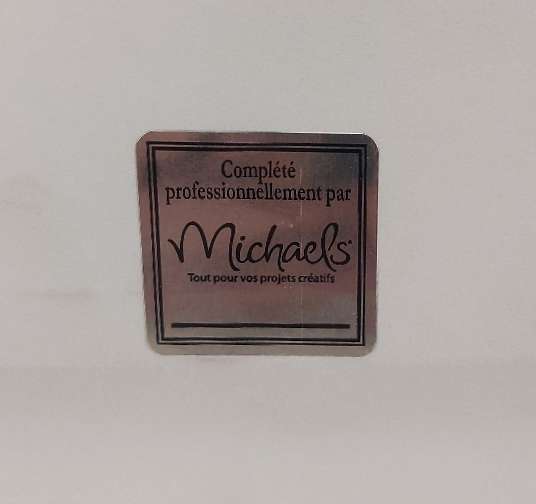 Complété
professionnellement par
Michaels®
Tout pour vos projets créatifs